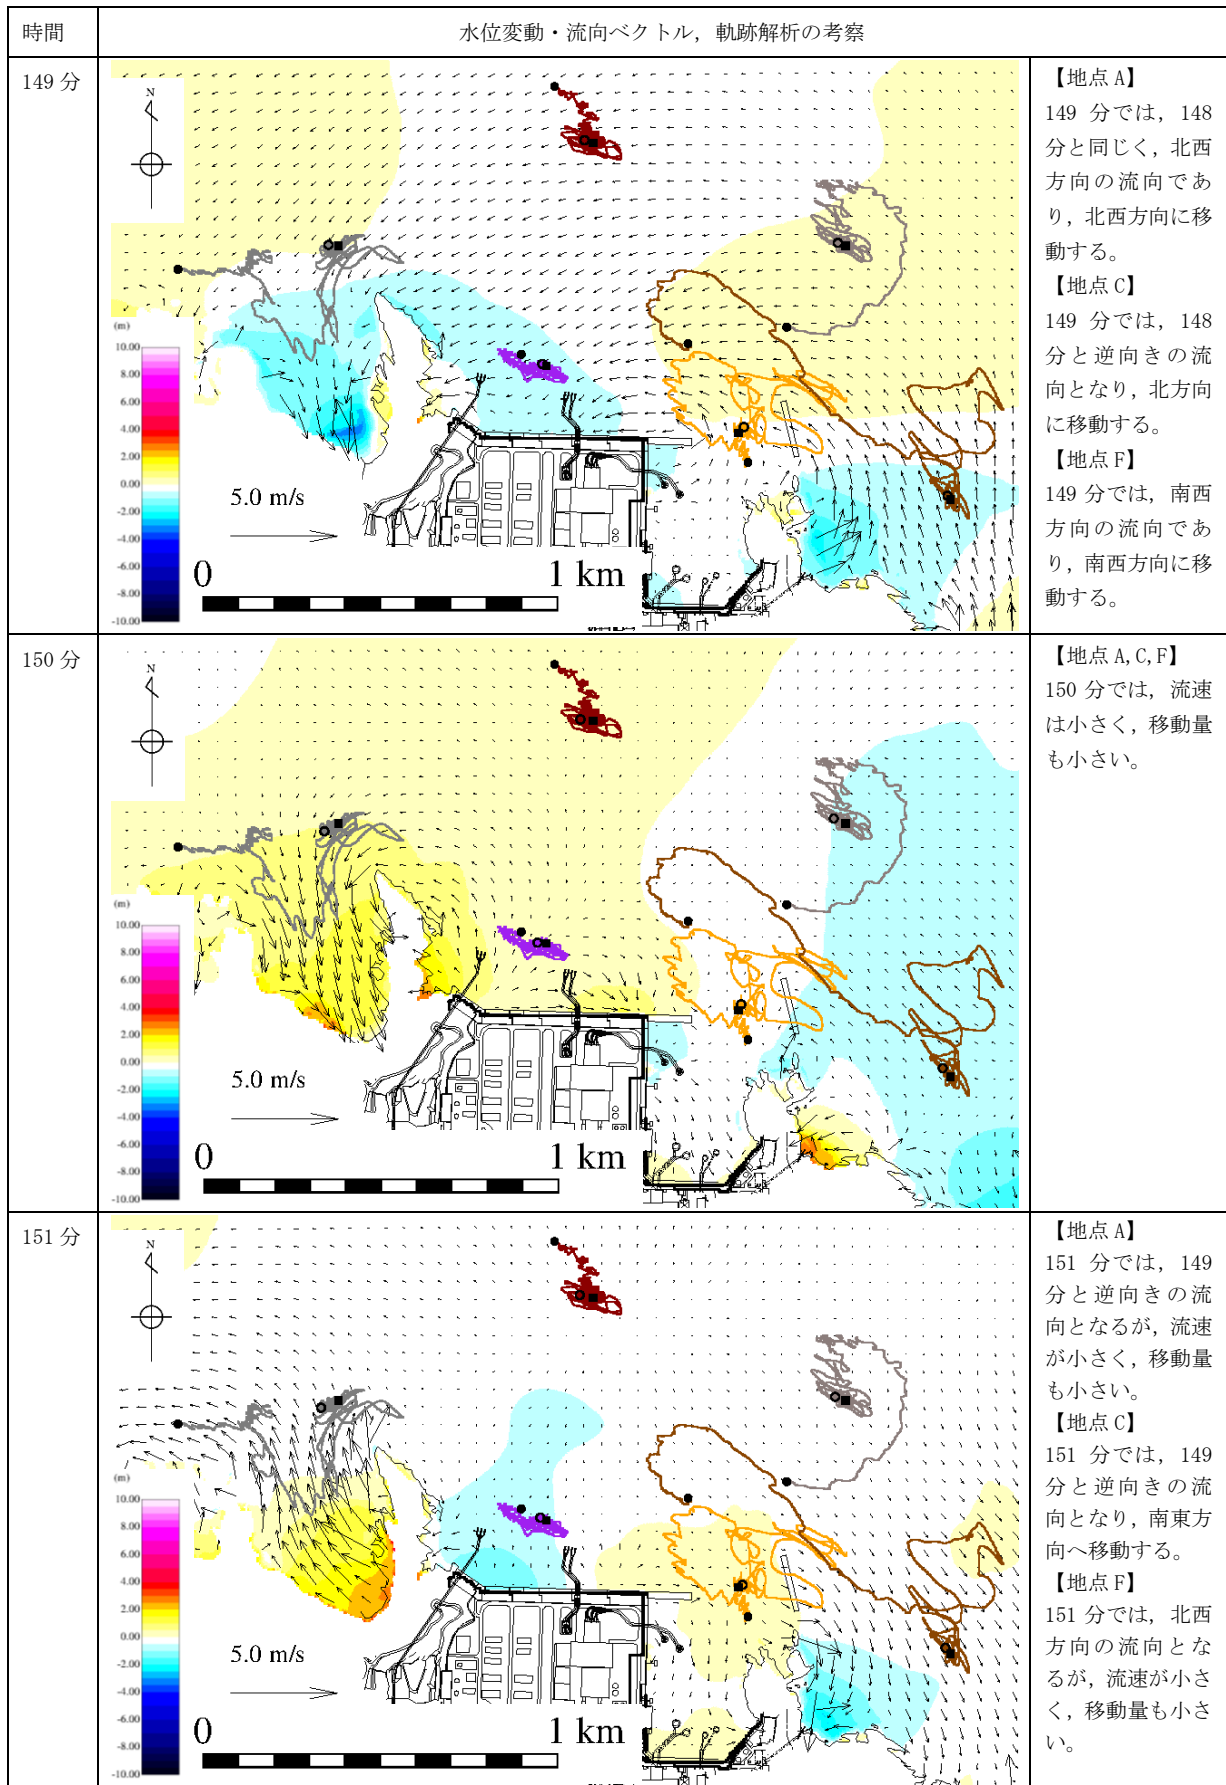 時間
水位変動・流向ベクトル，軌跡解析の考察
149 分
N
(m)
10.00
8.00
6.00
4.00
2.00
0.00
-2.00
-4.00
-6.00
-8.00
-10.00
5.0 m/s
0
1 km
【地点 A】
149 分では，148
分と同じく，北西
方向の流向であ
り，北西方向に移
動する。
【地点 C】
149 分では，148
分と逆向きの流
向となり，北方向
に移動する。
【地点 F】
149 分では，南西
方向の流向であ
り，南西方向に移
動する。
150 分
N
(m)
10.00
8.00
6.00
4.00
2.00
0.00
-2.00
-4.00
-6.00
-8.00
-10.00
5.0 m/s
0
1 km
【地点 A,C,F】
150 分では，流速
は小さく，移動量
も小さい。
151 分
N
(m)
10.00
8.00
6.00
4.00
2.00
0.00
-2.00
-4.00
-6.00
-8.00
-10.00
5.0 m/s
0
1 km
【地点 A】
151 分では，149
分と逆向きの流
向となるが，流速
が小さく，移動量
も小さい。
【地点 C】
151 分では，149
分と逆向きの流
向となり，南東方
向へ移動する。
【地点 F】
151 分では，北西
方向の流向とな
るが，流速が小さ
く，移動量も小さ
い。